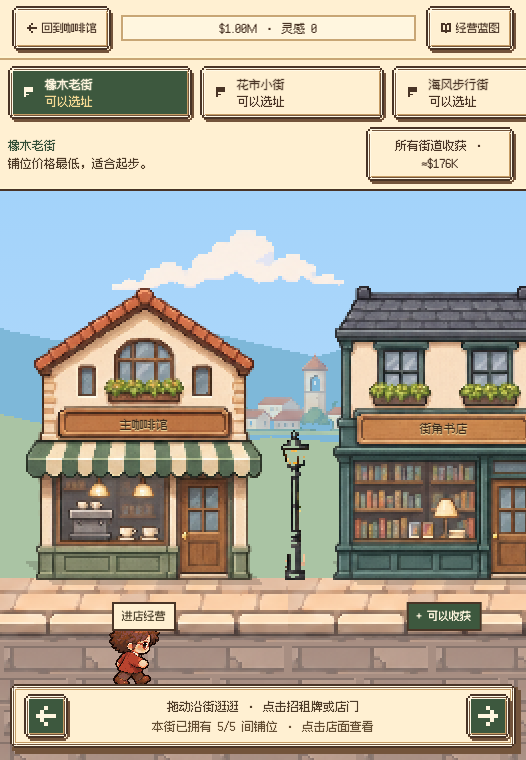 回到咖啡馆
$1.00M · 灵感 0
经营蓝图
橡木老街
可以选址
花市小街
可以选址
海风步行街
可以选址
橡木老街
铺位价格最低，适合起步。
所有街道收获 ·
≈$176K
主咖啡馆
街角书店
进店经营
+ 可以收获
拖动沿街逛逛 · 点击招租牌或店门
本街已拥有 5/5 间铺位 · 点击店面查看